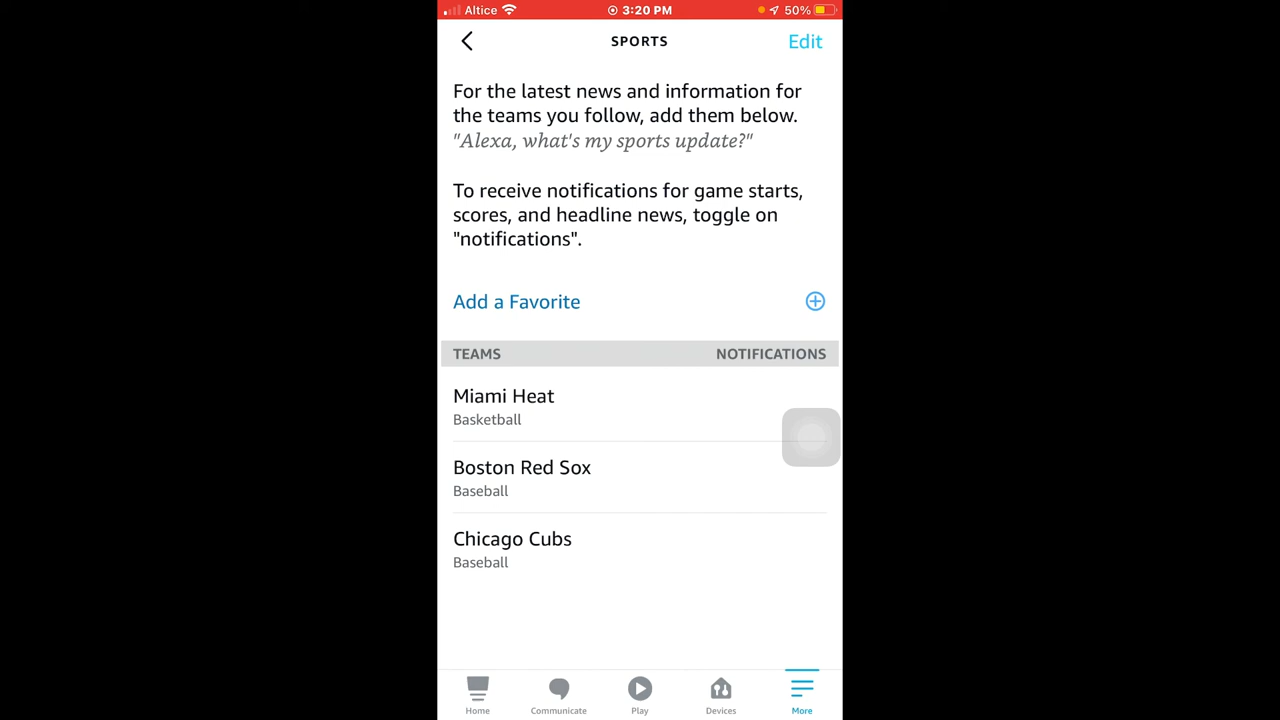 Altice 3:20 PM 50%
SPORTS Edit
For the latest news and information for
the teams you follow, add them below.
"Alexa, what's my sports update?"
To receive notifications for game starts,
scores, and headline news, toggle on
"notifications".
Add a Favorite
TEAMS NOTIFICATIONS
Miami Heat
Basketball
Boston Red Sox
Baseball
Chicago Cubs
Baseball
Home Communicate Play Devices More